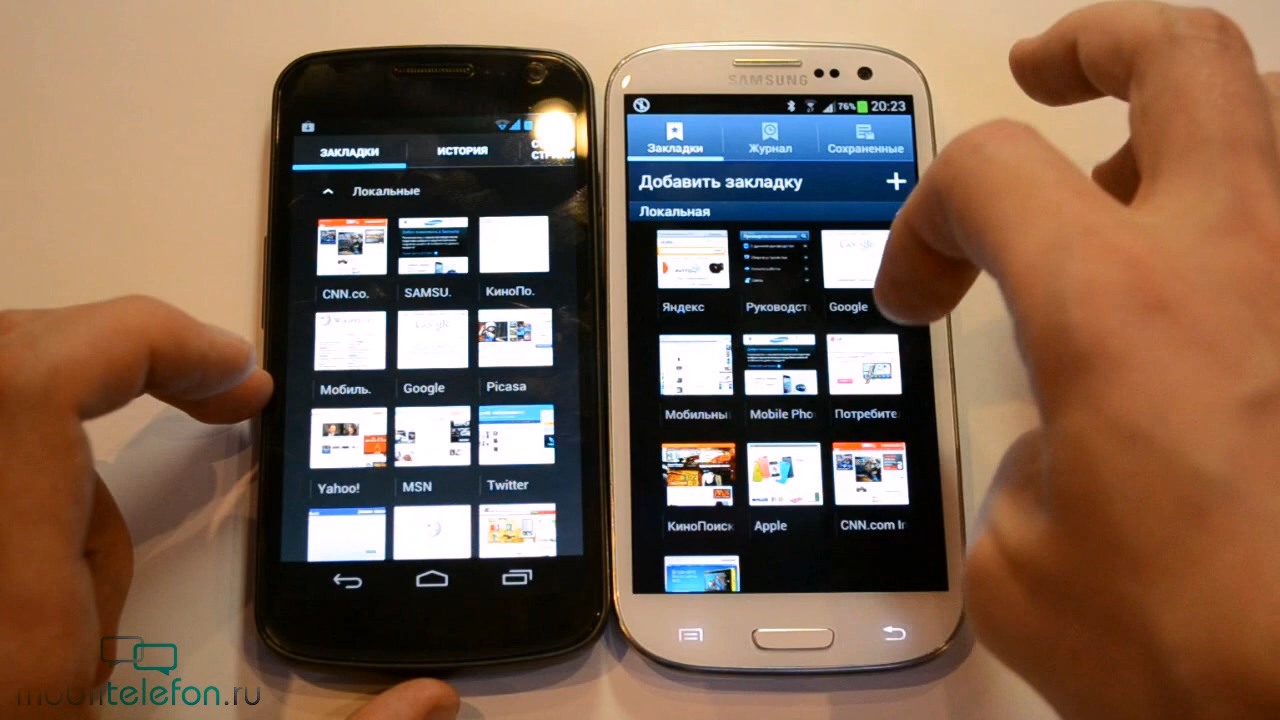 ЗАКЛАДКИ
ИСТОРИЯ
Локальные
CNN.co.
SAMSU.
КиноПо.
Мобиль.
Google
Picasa
Yahoo!
MSN
Twitter
SAMSUNG
76%
20:23
Закладки
Журнал
Сохраненные
Добавить закладку
+
Локальная
Яндекс
Руководст
Google
Мобильны
Mobile Pho
Потребите
КиноПоиск
Apple
CNN.com In
mobiltelefon.ru